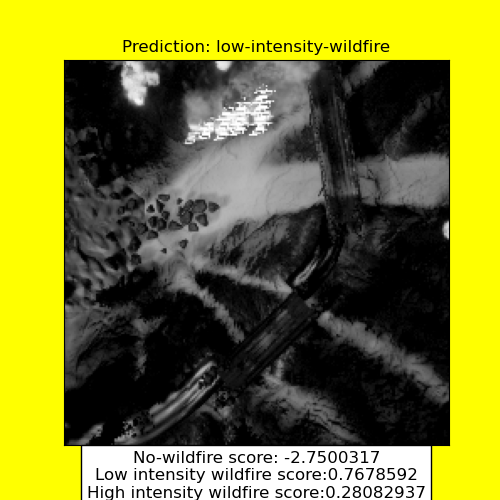 Prediction: low-intensity-wildfire
No-wildfire score: -2.7500317
Low intensity wildfire score:0.7678592
High intensity wildfire score:0.28082937